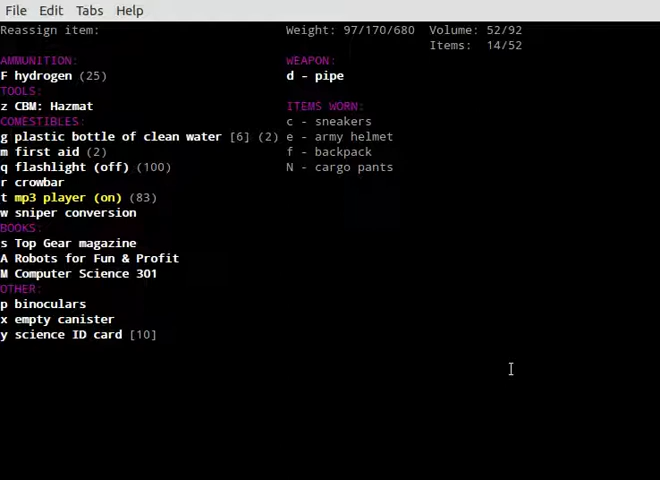 File Edit Tabs Help
Reassign item: Weight: 97/170/680 Volume: 52/92
Items: 14/52
AMMUNITION: WEAPON:
F hydrogen (25) d - pipe
TOOLS:
z CBM: Hazmat ITEMS WORN:
COMESTIBLES: c - sneakers
g plastic bottle of clean water [6] (2) e - army helmet
m first aid (2) f - backpack
q flashlight (off) (100) N - cargo pants
r crowbar
t mp3 player (on) (83)
w sniper conversion
BOOKS:
s Top Gear magazine
A Robots for Fun & Profit
M Computer Science 301
OTHER:
p binoculars
x empty canister
y science ID card [10]